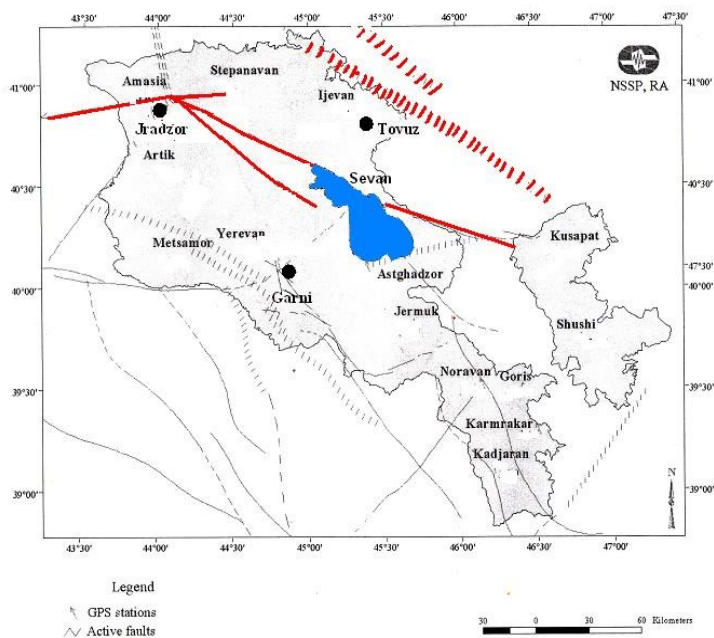 43°30' 44°00' 44°30' 45°00' 45°30' 46°00' 46°30' 47°00'
41°00'
40°30'
40°00'
39°30'
39°00'
Amasia
Stepanavan
Ijevan
Jradzor
Tovuz
Artik
Sevan
Yerevan
Metsamor
Kusapat
Astghadzor
Garni
Jermuk
Shushi
Noravan
Goris
Karmrakar
Kadjaran
NSSP, RA
41°00'
40°30'
47°30'
40°00'
39°30'
39°00'
N
43°30' 44°00' 44°30' 45°00' 45°30' 46°00' 46°30' 47°00'
Legend
GPS stations
Active faults
30 0 30 60 Kilometers